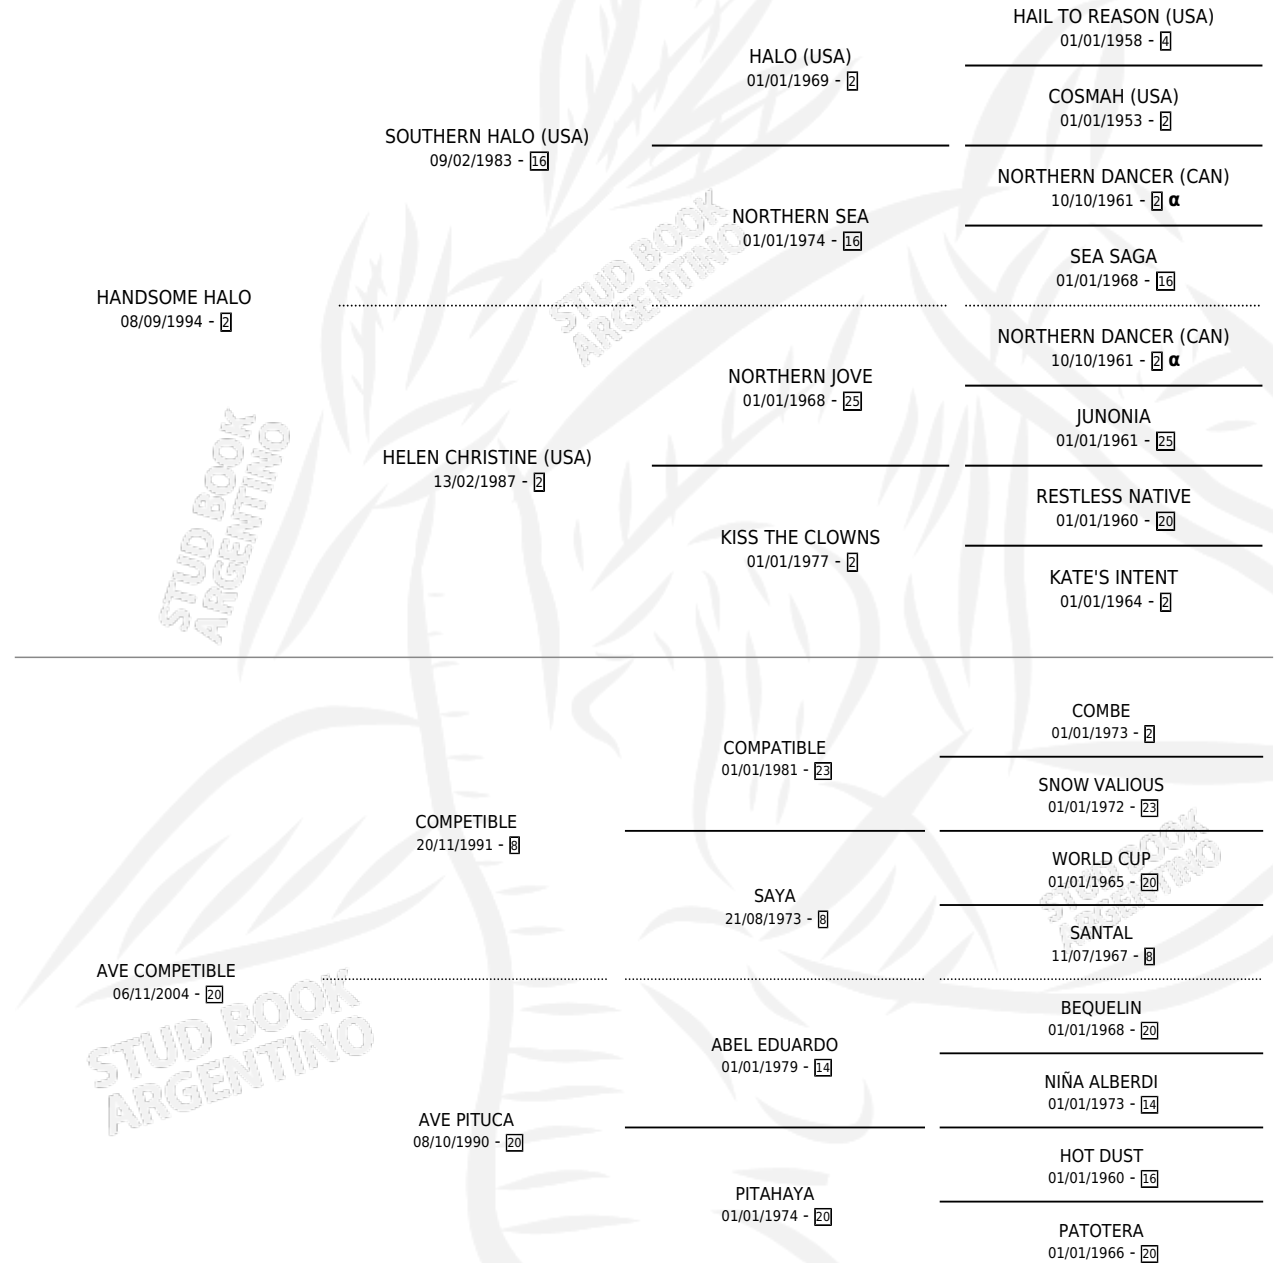 HAIL TO REASON (USA)
01/01/1958 - 4
HALO (USA)
01/01/1969 - 2
COSMAH (USA)
01/01/1953 - 2
SOUTHERN HALO (USA)
09/02/1983 - 16
NORTHERN DANCER (CAN)
10/10/1961 - 2 α
NORTHERN SEA
01/01/1974 - 16
SEA SAGA
01/01/1968 - 16
HANDSOME HALO
08/09/1994 - 2
NORTHERN DANCER (CAN)
10/10/1961 - 2 α
NORTHERN JOVE
01/01/1968 - 25
JUNONIA
01/01/1961 - 25
HELEN CHRISTINE (USA)
13/02/1987 - 2
RESTLESS NATIVE
01/01/1960 - 20
KISS THE CLOWNS
01/01/1977 - 2
KATE'S INTENT
01/01/1964 - 2
STUD BOOK
ARGENTINO
STUD BOOK
ARGENTINO
COMBE
01/01/1973 - 2
COMPATIBLE
01/01/1981 - 23
SNOW VALIOUS
01/01/1972 - 23
COMPETIBLE
20/11/1991 - 8
WORLD CUP
01/01/1965 - 20
SAYA
21/08/1973 - 8
SANTAL
11/07/1967 - 8
AVE COMPETIBLE
06/11/2004 - 20
BEQUELIN
01/01/1968 - 20
ABEL EDUARDO
01/01/1979 - 14
NIÑA ALBERDI
01/01/1973 - 14
AVE PITUCA
08/10/1990 - 20
HOT DUST
01/01/1960 - 16
PITAHAYA
01/01/1974 - 20
PATOTERA
01/01/1966 - 20
STUD BOOK
ARGENTINO
STUD BOOK
ARGENTINO